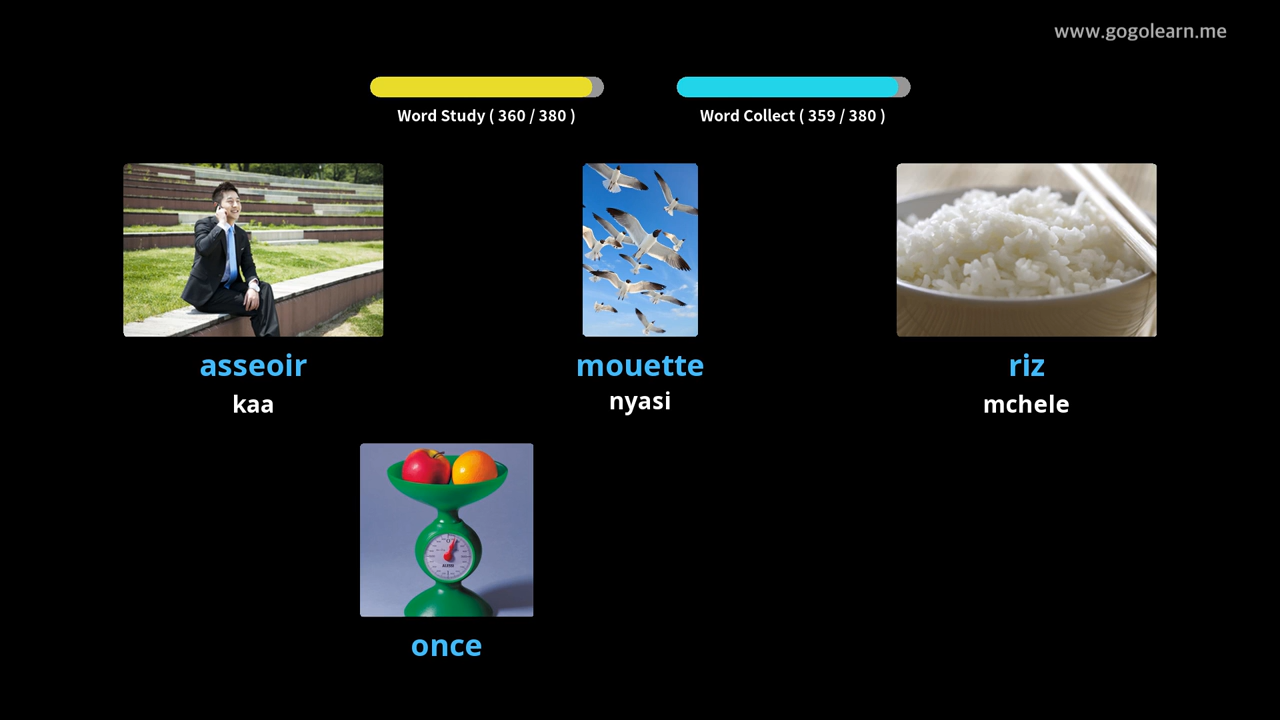 www.gogolearn.me
Word Study ( 360 / 380 )
Word Collect ( 359 / 380 )
asseoir
kaa
mouette
nyasi
riz
mchele
once